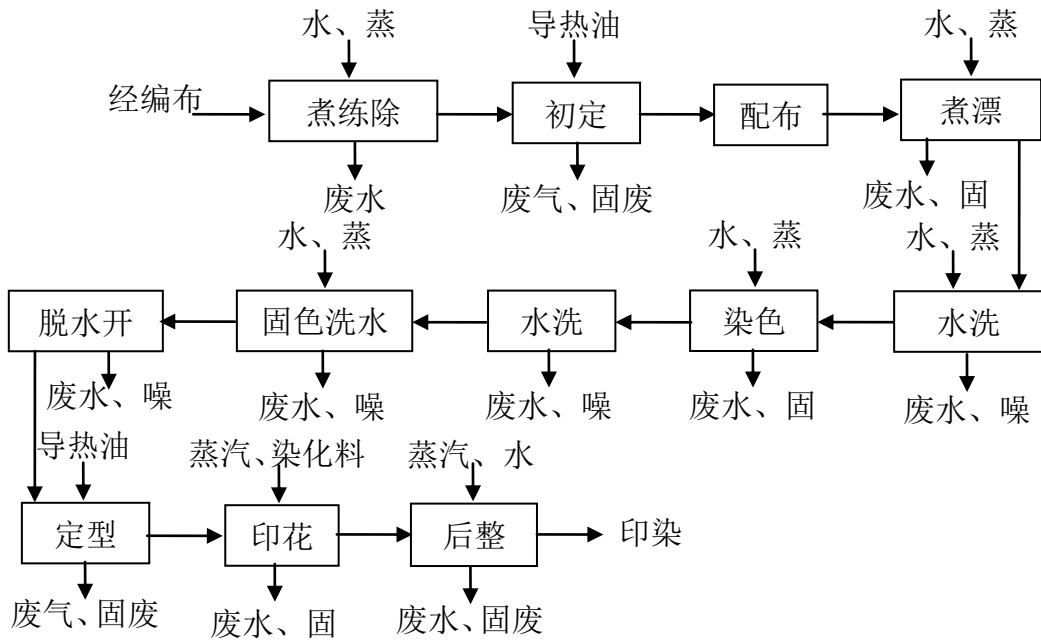 水、蒸
导热油
水、蒸
经编布
煮练除
初定
配布
煮漂
废水
废气、固废
废水、固
水、蒸
水、蒸
水、蒸
脱水开
固色洗水
水洗
染色
水洗
废水、噪
废水、噪
废水、噪
废水、固
废水、噪
导热油
蒸汽、染化料
蒸汽、水
定型
印花
后整
印染
废气、固废
废水、固
废水、固废